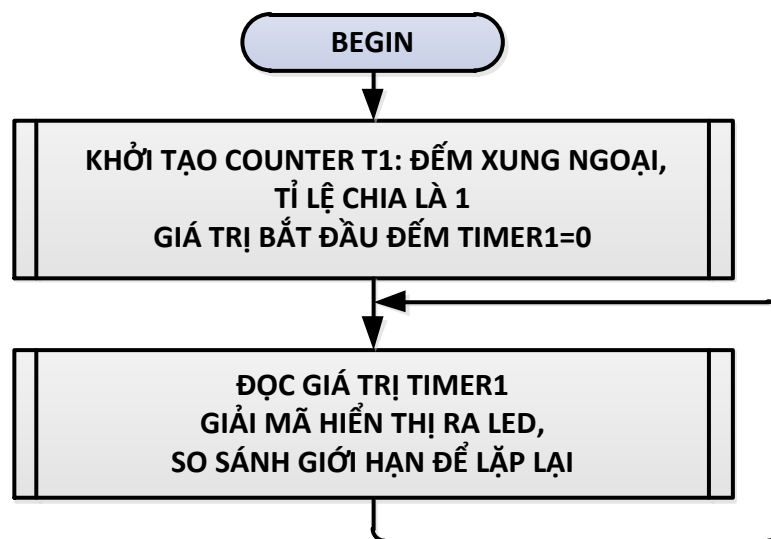 BEGIN
KHỞI TẠO COUNTER T1: ĐẾM XUNG NGOẠI,
TỈ LỆ CHIA LÀ 1
GIÁ TRỊ BẮT ĐẦU ĐẾM TIMER1=0
ĐỌC GIÁ TRỊ TIMER1
GIẢI MÃ HIỂN THỊ RA LED,
SO SÁNH GIỚI HẠN ĐỂ LẶP LẠI